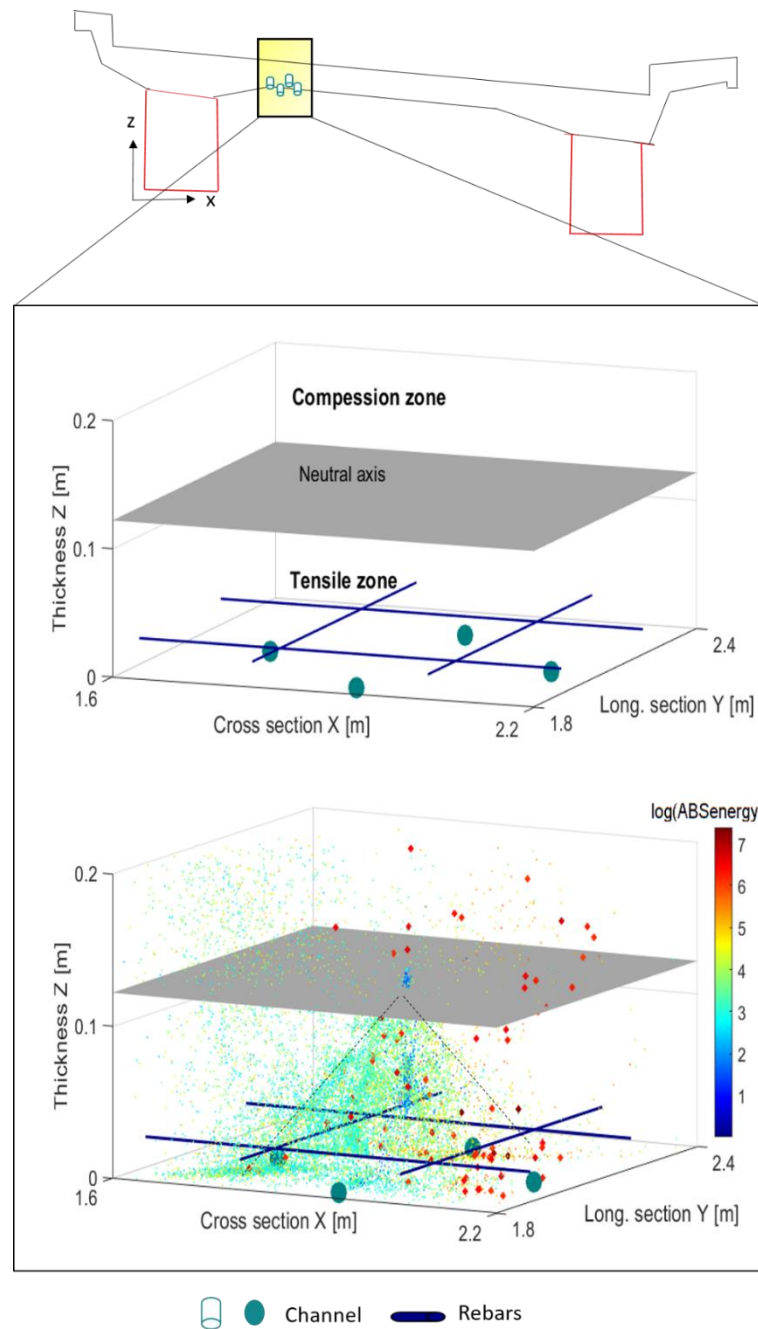 z
x
Compession zone
0.2
Neutral axis
Thickness Z [m]
0.1
Tensile zone
0
1.6
Cross section X [m]
2.2
1.8
Long. section Y [m]
2.4
log(ABSenergy
7
6
5
4
3
2
1
0.2
Thickness Z [m]
0.1
0
1.6
Cross section X [m]
2.2
1.8
Long. section Y [m]
2.4
Channel
Rebars